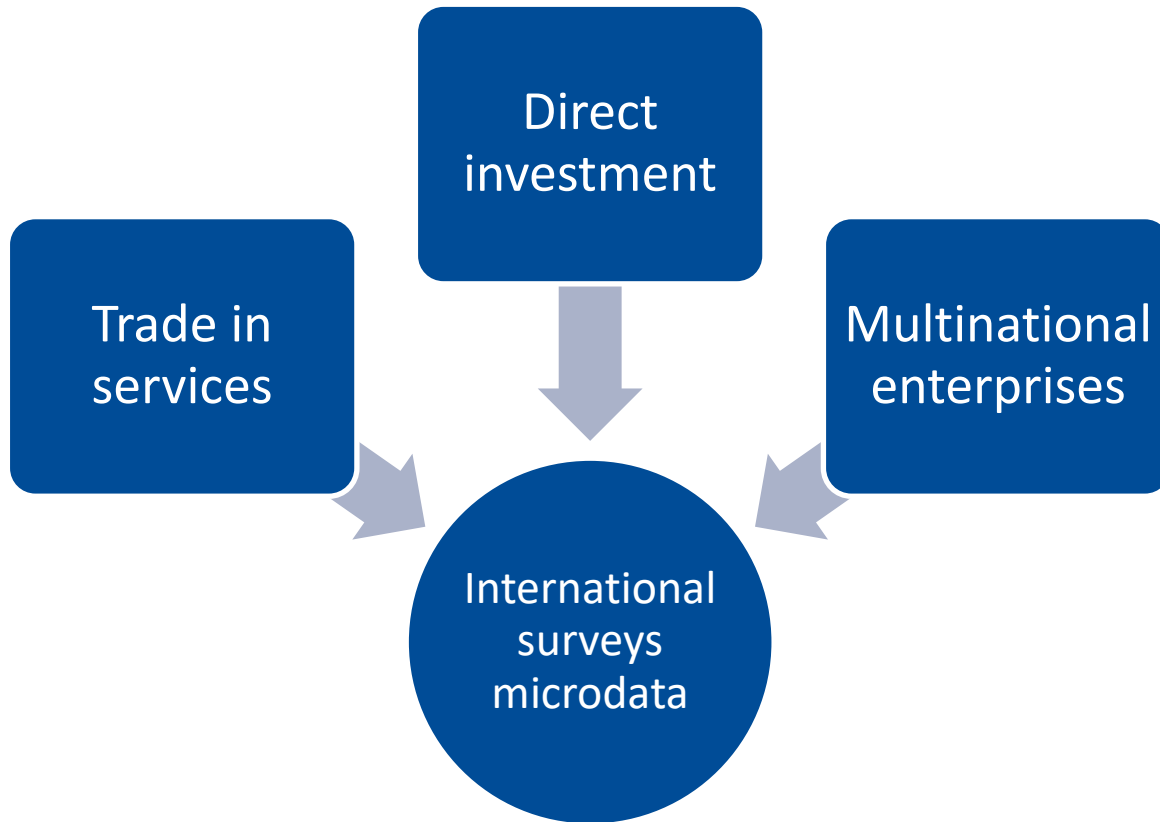 Direct
investment
Trade in
services
Multinational
enterprises
International
surveys
microdata